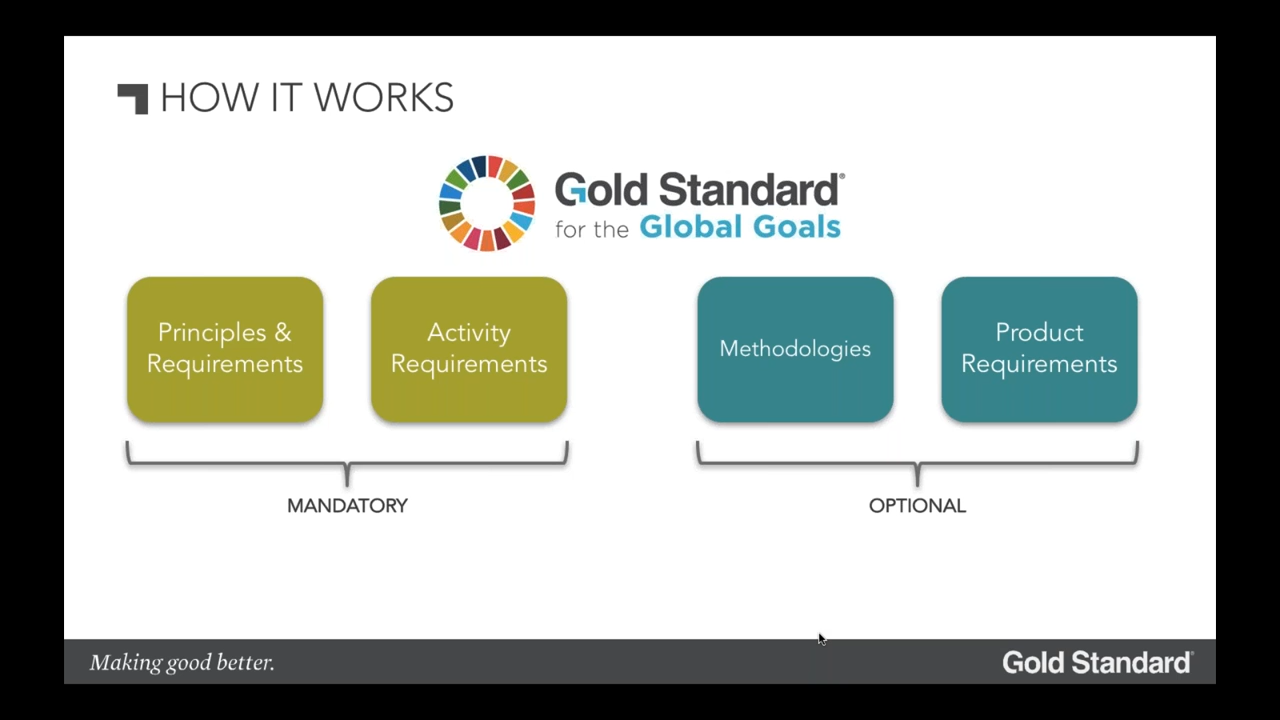 HOW IT WORKS
Gold Standard®
for the Global Goals
Principles &
Requirements
Activity
Requirements
Methodologies
Product
Requirements
MANDATORY
OPTIONAL
Making good better.
Gold Standard®